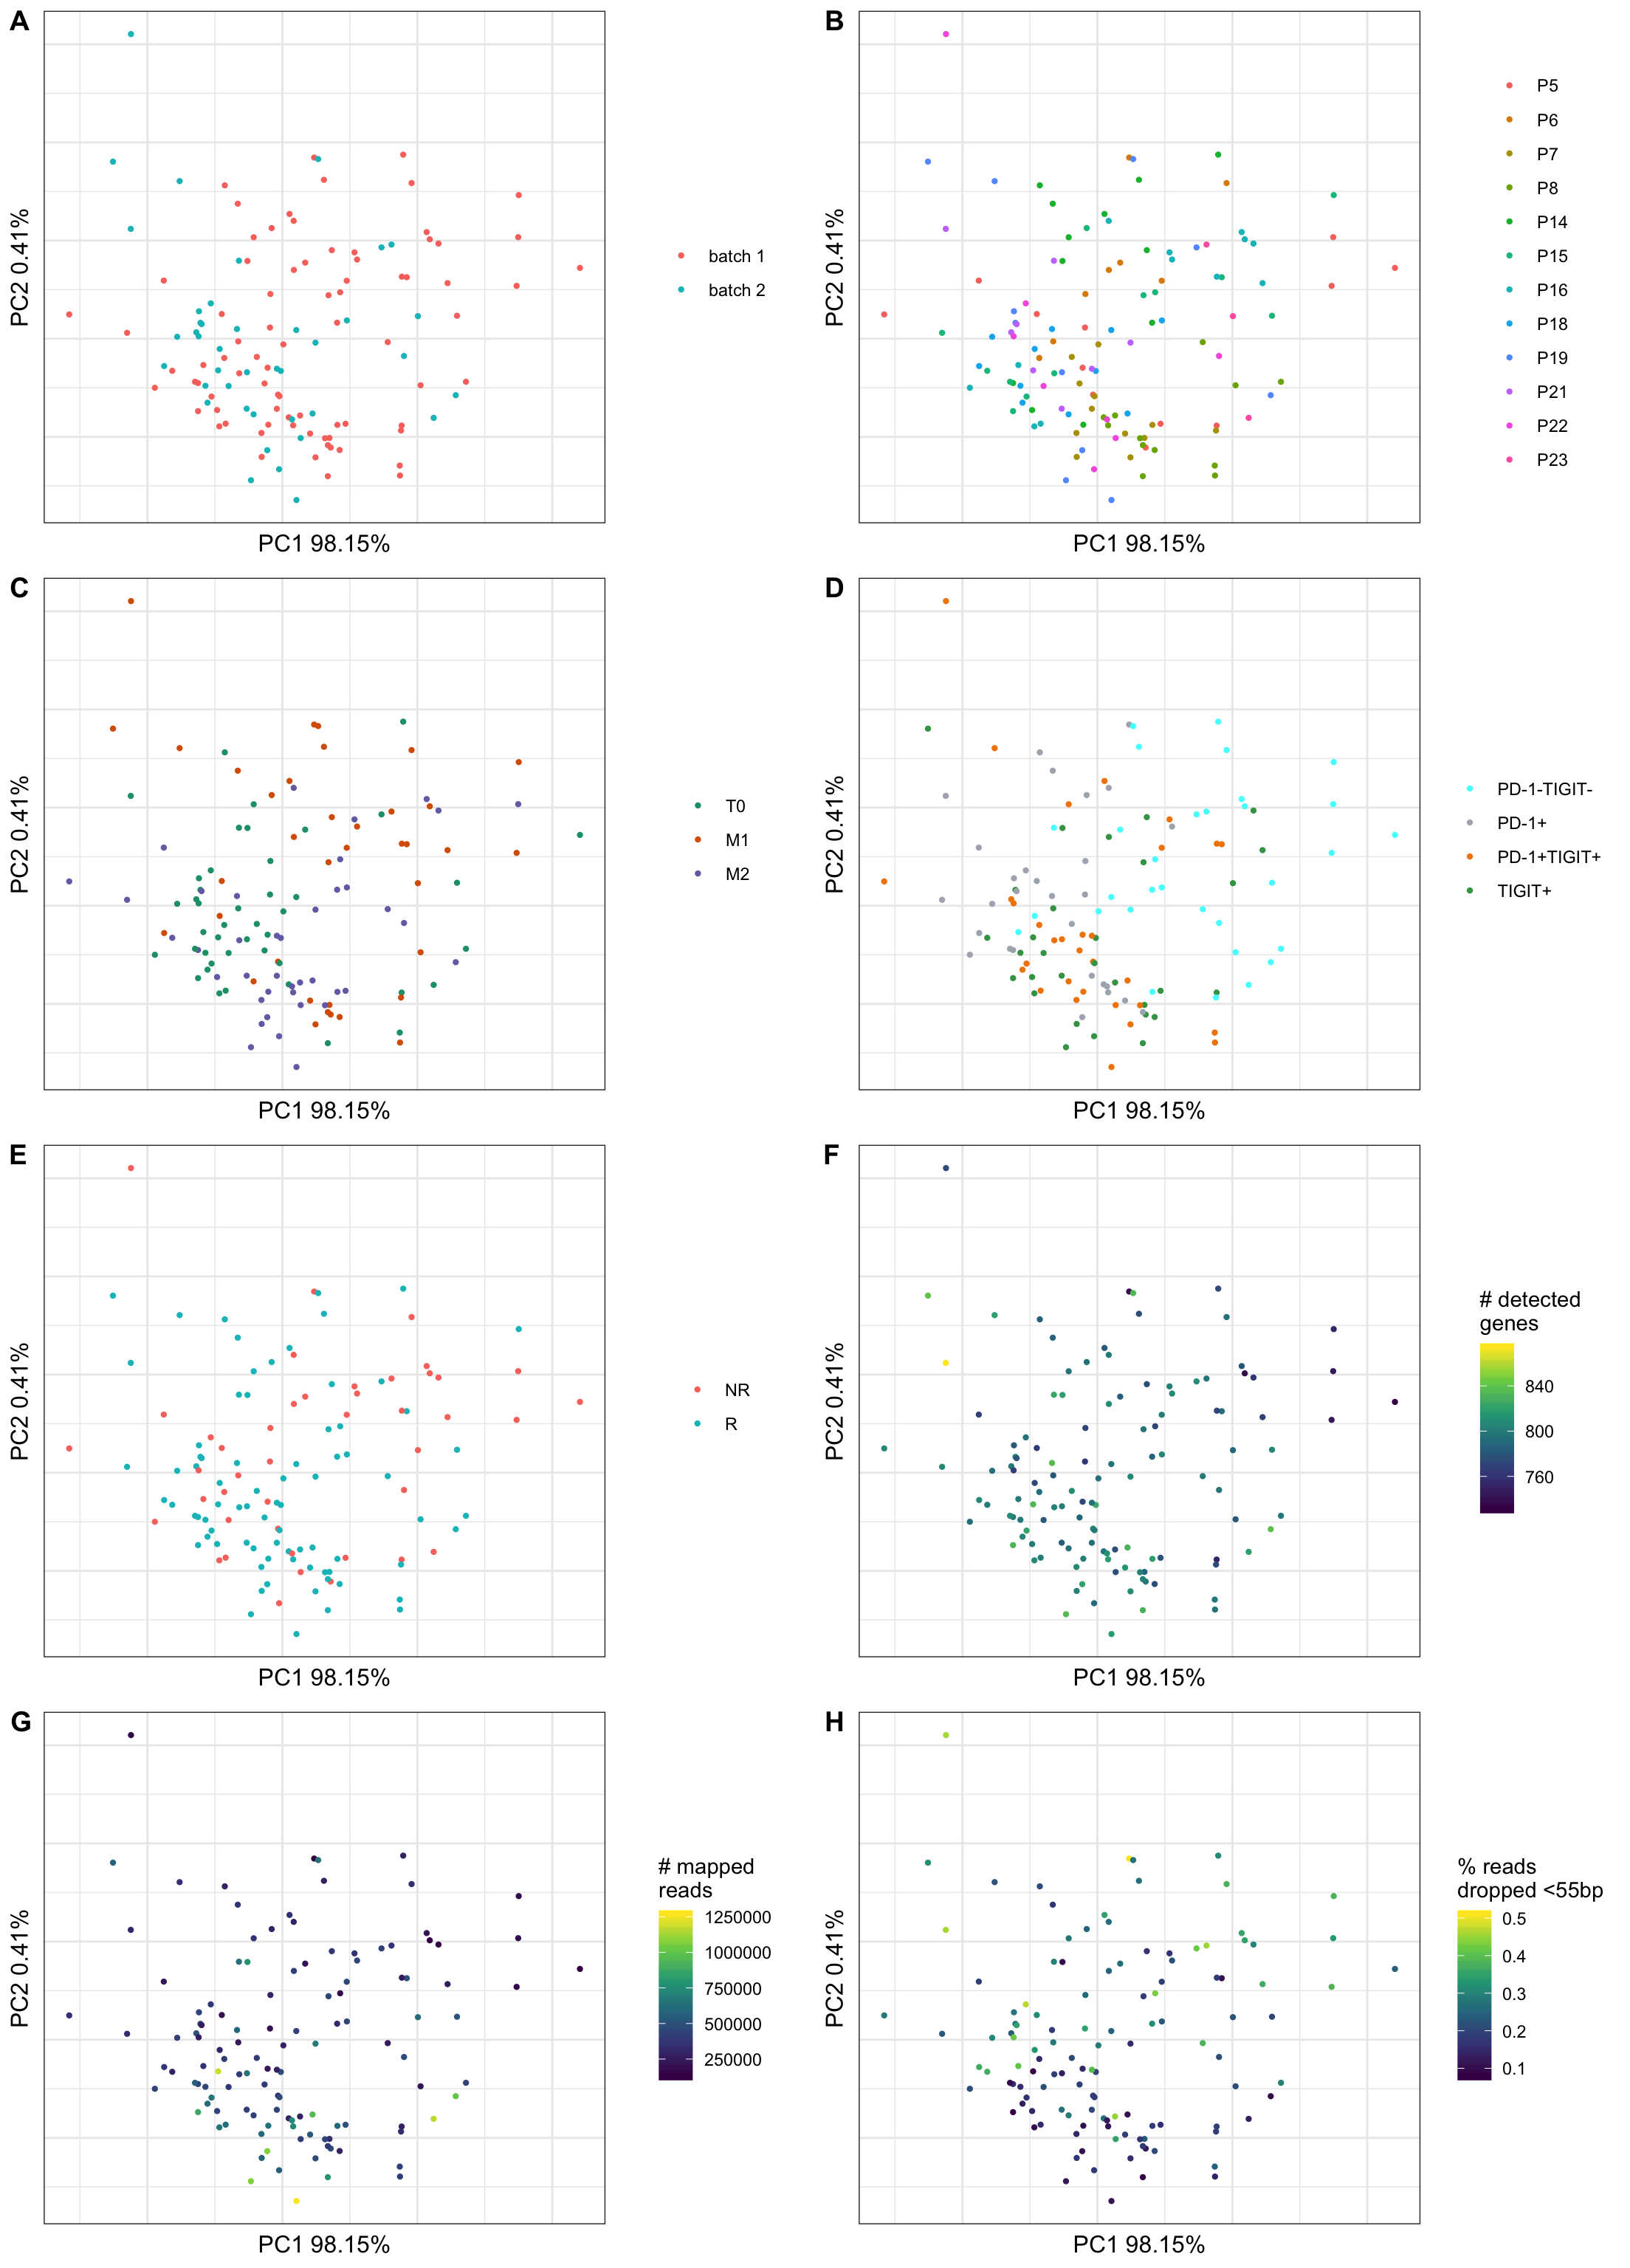 A
PC2 0.41%
PC1 98.15%
batch 1
batch 2
B
PC2 0.41%
PC1 98.15%
P5
P6
P7
P8
P14
P15
P16
P18
P19
P21
P22
P23
C
PC2 0.41%
PC1 98.15%
T0
M1
M2
D
PC2 0.41%
PC1 98.15%
PD-1-TIGIT-
PD-1+
PD-1+TIGIT+
TIGIT+
E
PC2 0.41%
PC1 98.15%
NR
R
F
PC2 0.41%
PC1 98.15%
# detected
genes
840
800
760
G
PC2 0.41%
PC1 98.15%
# mapped
reads
1250000
1000000
750000
500000
250000
H
PC2 0.41%
PC1 98.15%
% reads
dropped <55bp
0.5
0.4
0.3
0.2
0.1